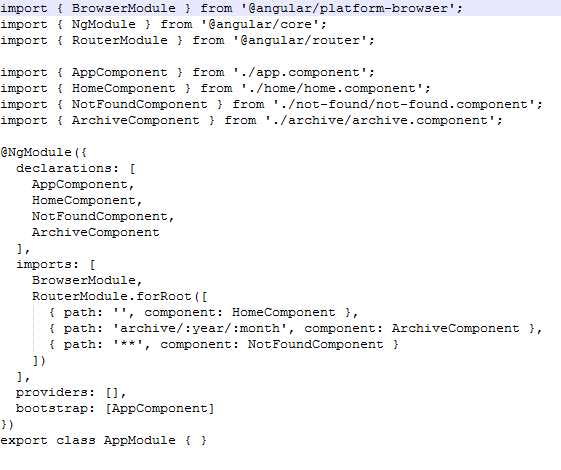 import { BrowserModule } from '@angular/platform-browser';
import { NgModule } from '@angular/core';
import { RouterModule } from '@angular/router';

import { AppComponent } from './app.component';
import { HomeComponent } from './home/home.component';
import { NotFoundComponent } from './not-found/not-found.component';
import { ArchiveComponent } from './archive/archive.component';

@NgModule({
  declarations: [
    AppComponent,
    HomeComponent,
    NotFoundComponent,
    ArchiveComponent
  ],
  imports: [
    BrowserModule,
    RouterModule.forRoot([
      { path: '', component: HomeComponent },
      { path: 'archive/:year/:month', component: ArchiveComponent },
      { path: '**', component: NotFoundComponent }
    ])
  ],
  providers: [],
  bootstrap: [AppComponent]
})
export class AppModule { }